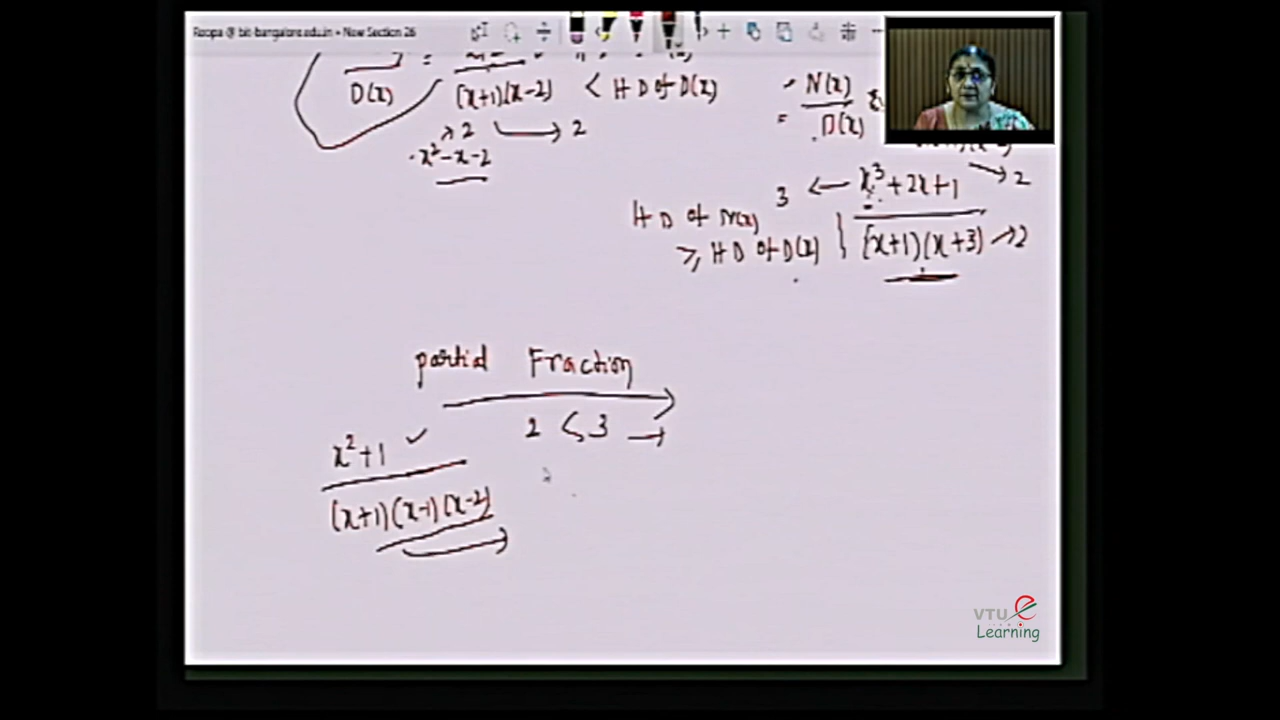 Roopa @ bit-bangalore.edu.in • New Section 26
D(x) = (x+1)(x-2) < H D of D(x)
→ 2 → 2
x²-x-2
N(x)
= D(x)
→ 2
3 ← x³+2x+1
H D of N(x)
≥ H D of D(x) } (x+1)(x+3) → 2
partial Fraction
2 < 3 →
x²+1 ✓
(x+1)(x-1)(x-2)
VTU e
Learning